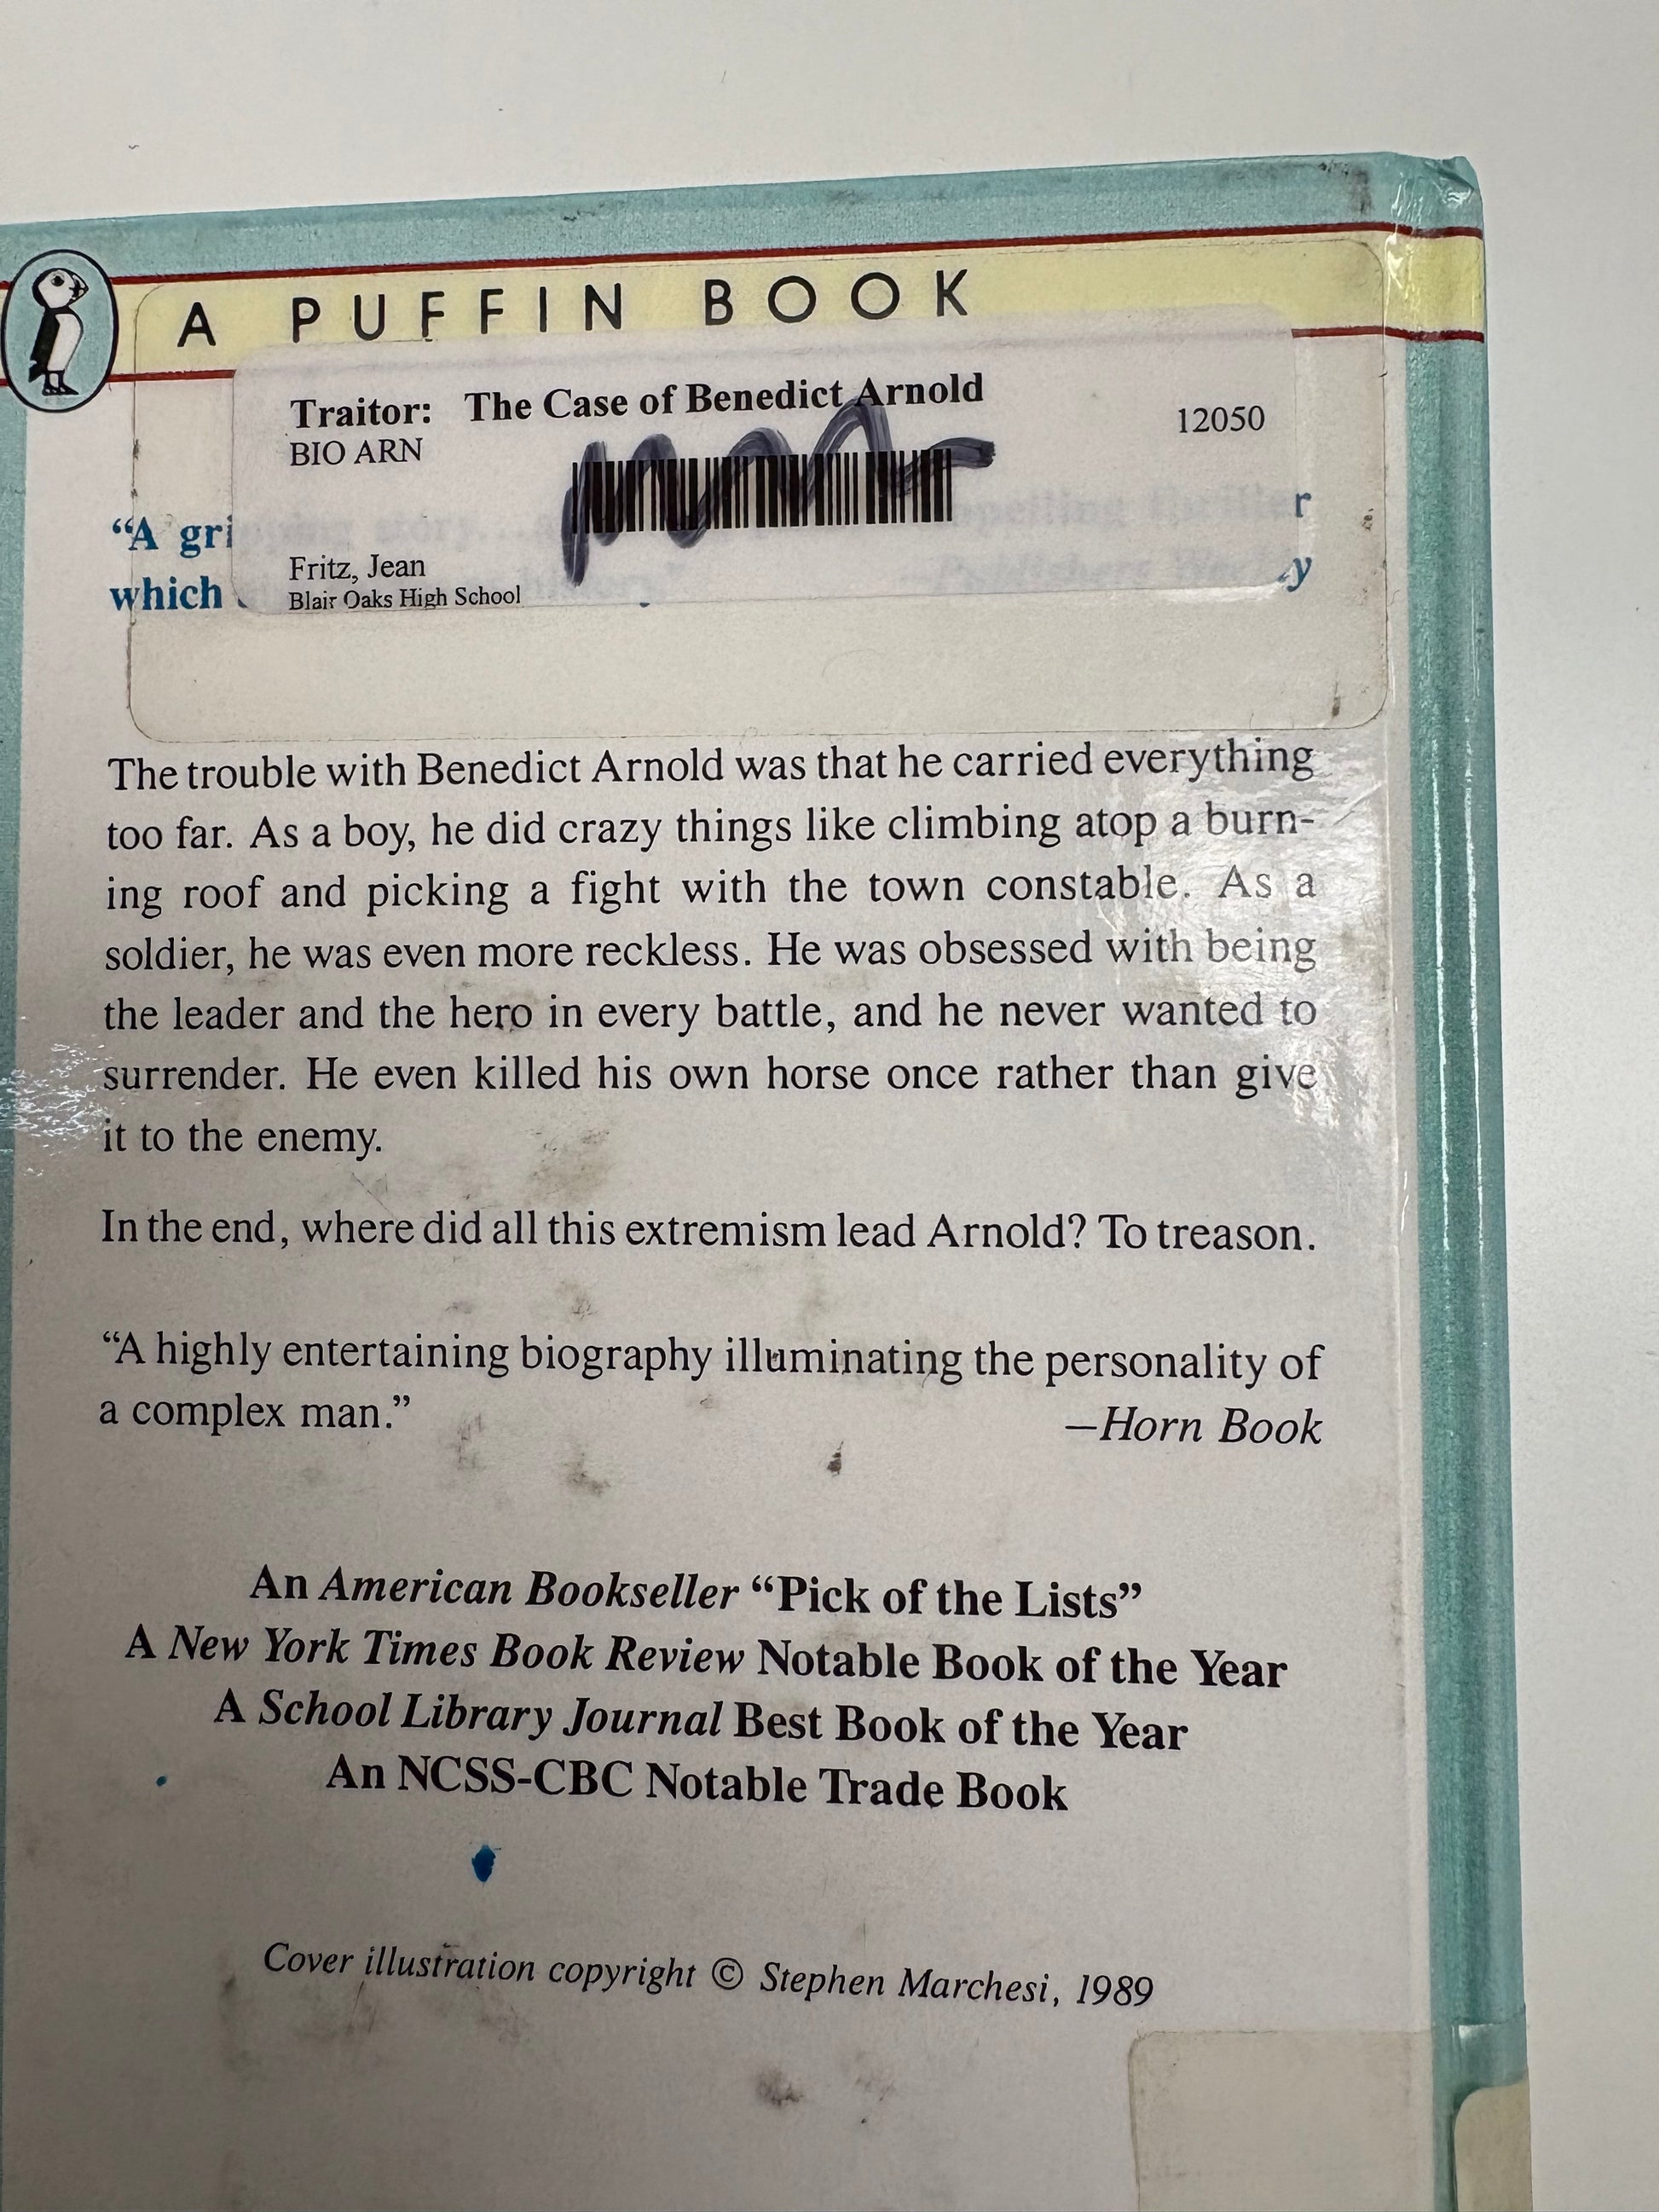 A PUFFIN BOOK
Traitor: The Case of Benedict Arnold
BIO ARN
12050
"A gri
r
Fritz, Jean
which
y
Blair Oaks High School
The trouble with Benedict Arnold was that he carried everything
too far. As a boy, he did crazy things like climbing atop a burn-
ing roof and picking a fight with the town constable. As a
soldier, he was even more reckless. He was obsessed with being
the leader and the hero in every battle, and he never wanted to
surrender. He even killed his own horse once rather than give
it to the enemy.
In the end, where did all this extremism lead Arnold? To treason.
“A highly entertaining biography illuminating the personality of
a complex man.”
—Horn Book
An American Bookseller “Pick of the Lists”
A New York Times Book Review Notable Book of the Year
A School Library Journal Best Book of the Year
An NCSS-CBC Notable Trade Book
Cover illustration copyright © Stephen Marchesi, 1989